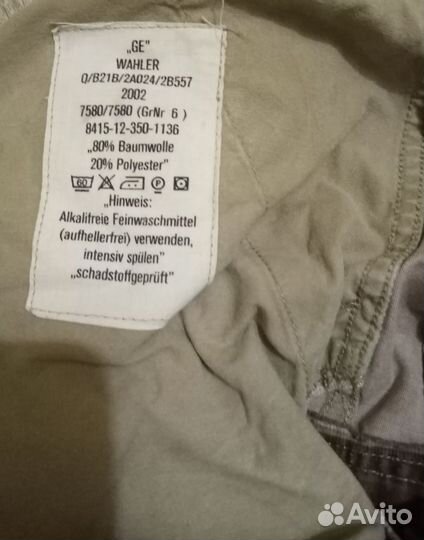 „GE"
WAHLER
Q/B21B/2A024/2B557
2002
7580/7580 (GrNr 6 )
8415-12-350-1136
„80% Baumwolle
20% Polyester"
60 P
„Hinweis:
Alkalifreie Feinwaschmittel
(aufhellerfrei) verwenden,
intensiv spülen"
„schadstoffgeprüft"
Avito